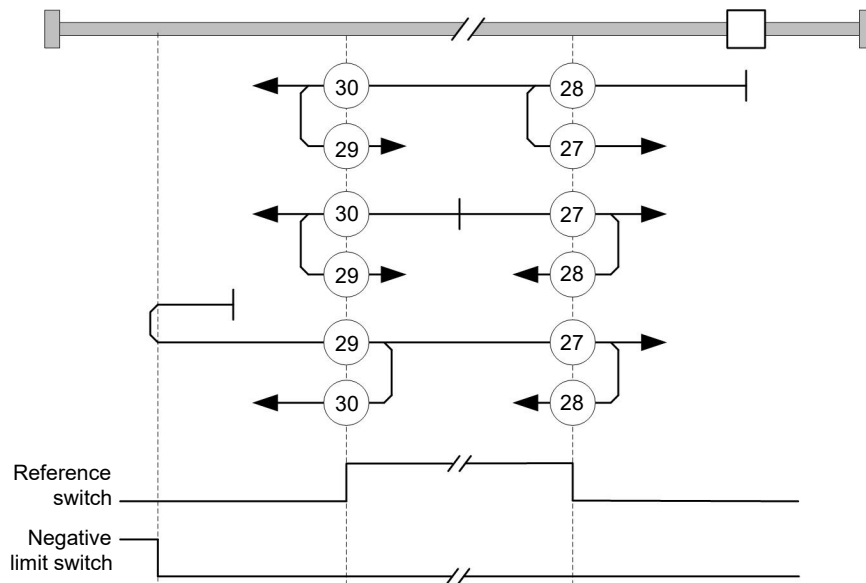 30 28
29 27
30 27
29 28
29 27
30 28
Reference
switch
Negative
limit switch